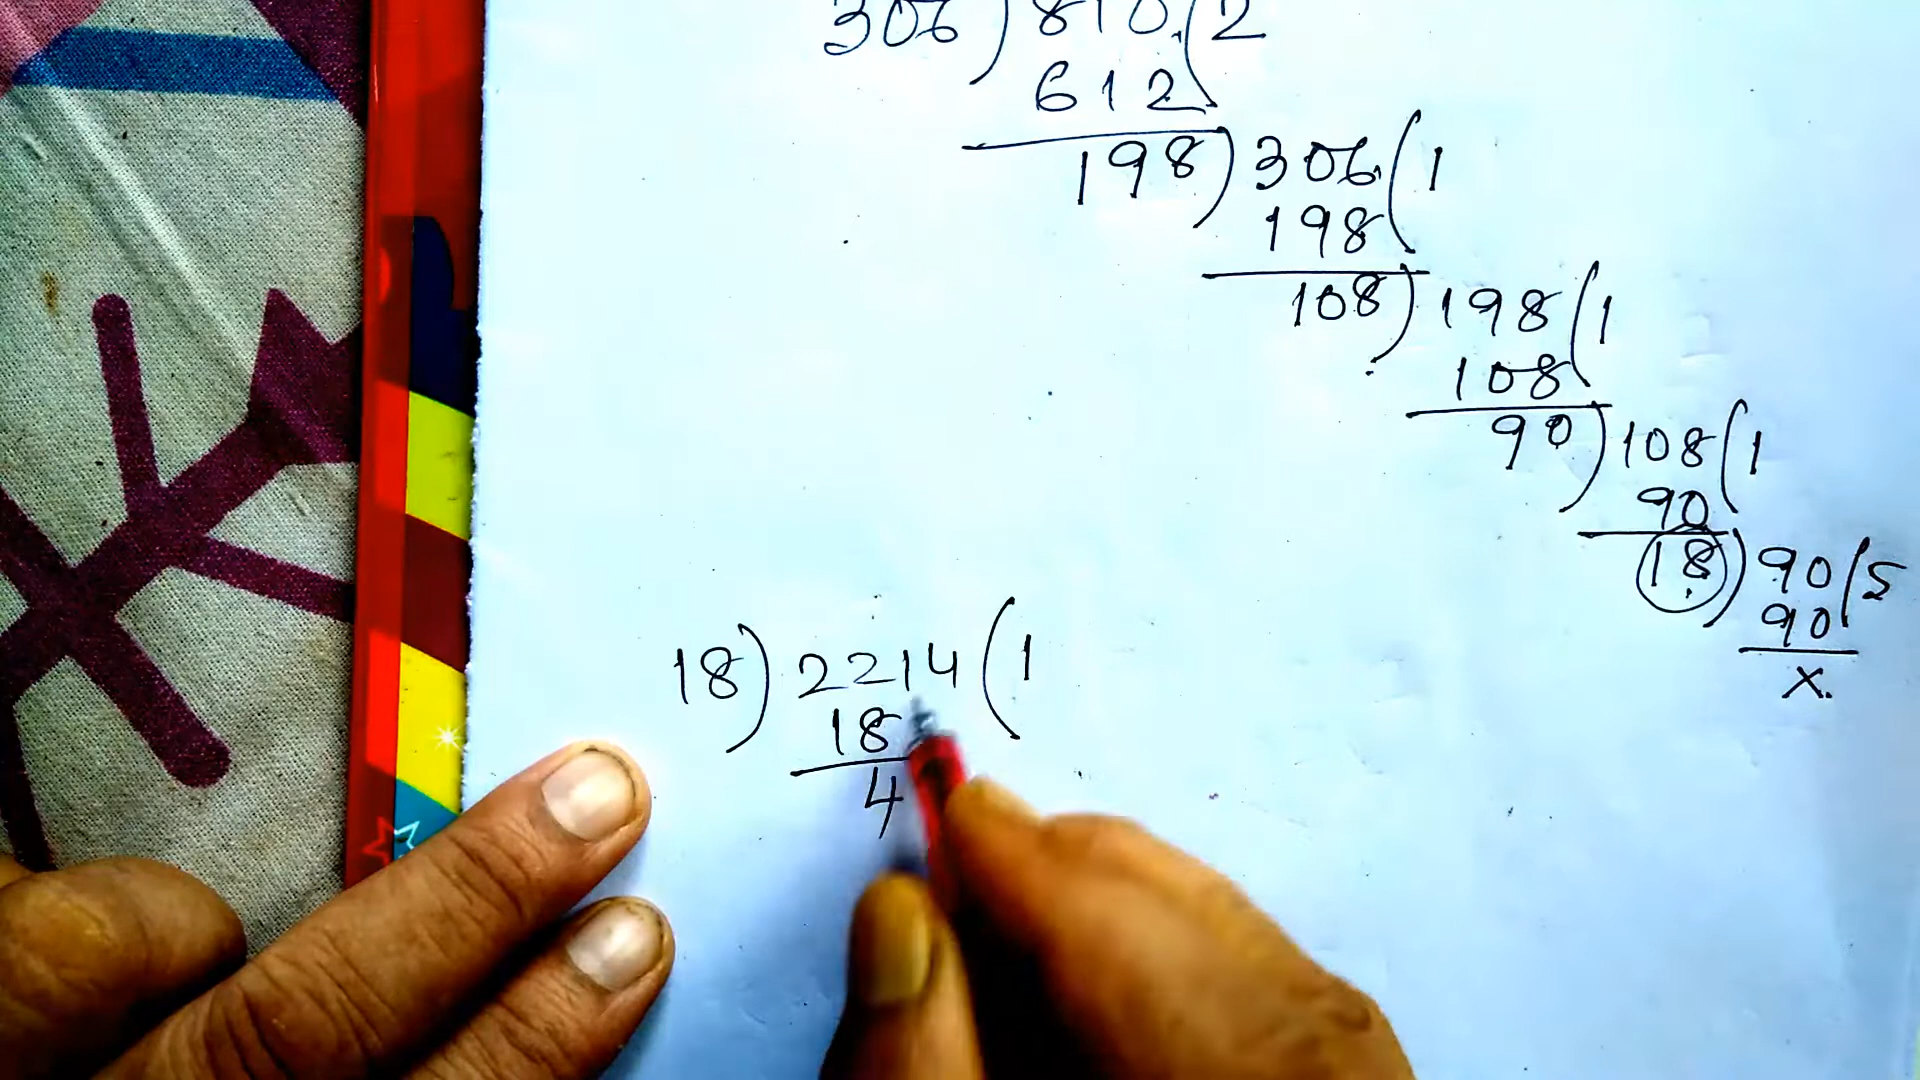 306 ) 810 ( 2
612
198 ) 306 ( 1
198
108 ) 198 ( 1
108
90 ) 108 ( 1
90
18 ) 90 ( 5
90
x
18 ) 2214 ( 1
18
4